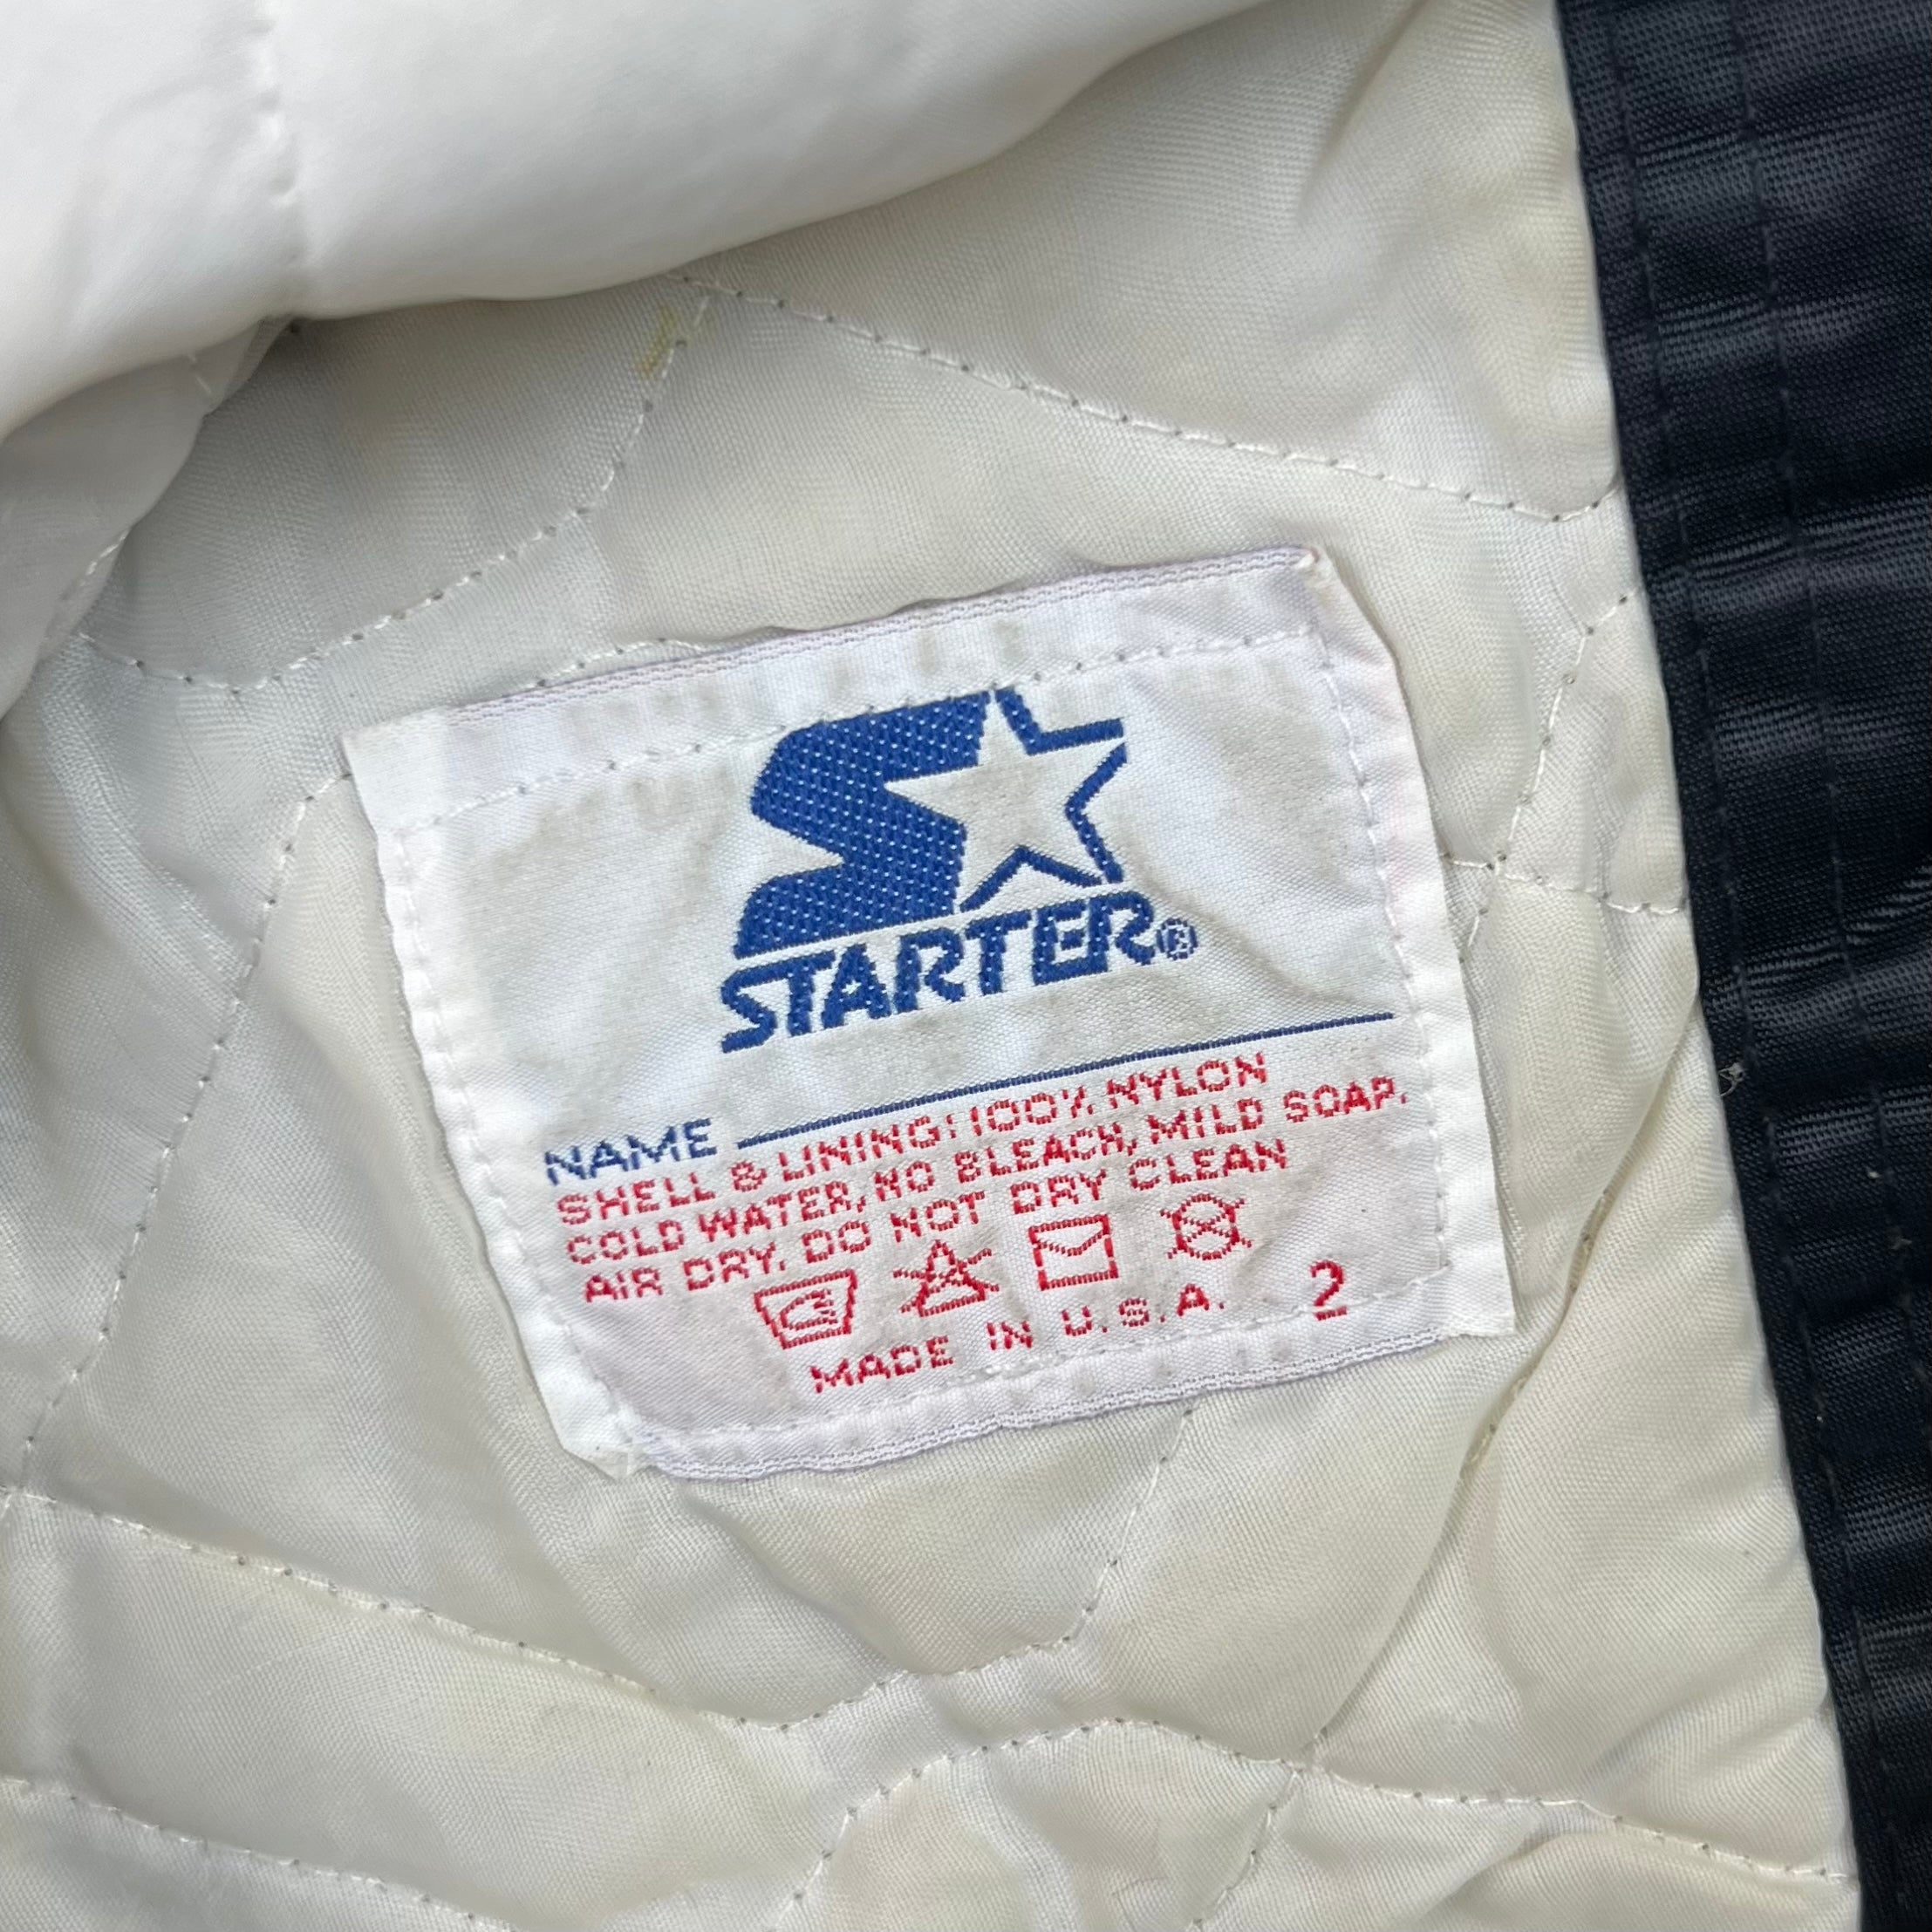 STARTER®
NAME
SHELL & LINING: 100% NYLON
COLD WATER, NO BLEACH, MILD SOAP.
AIR DRY. DO NOT DRY CLEAN
MADE IN U.S.A. 2